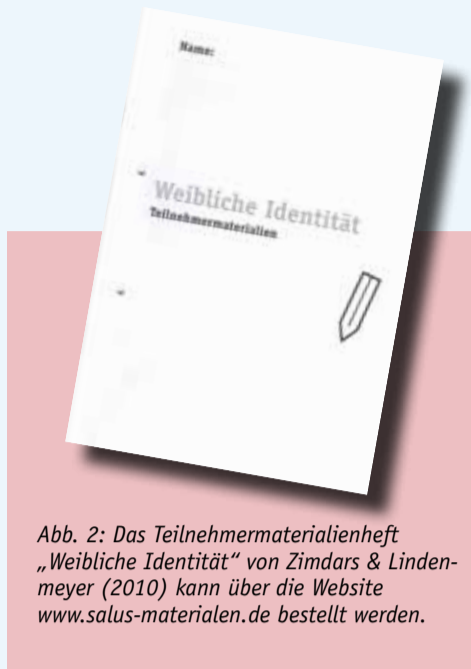 Name:
Weibliche Identität
Teilnehmermaterialien
Abb. 2: Das Teilnehmermaterialienheft
„Weibliche Identität“ von Zimdars & Linden-
meyer (2010) kann über die Website
www.salus-materialen.de bestellt werden.